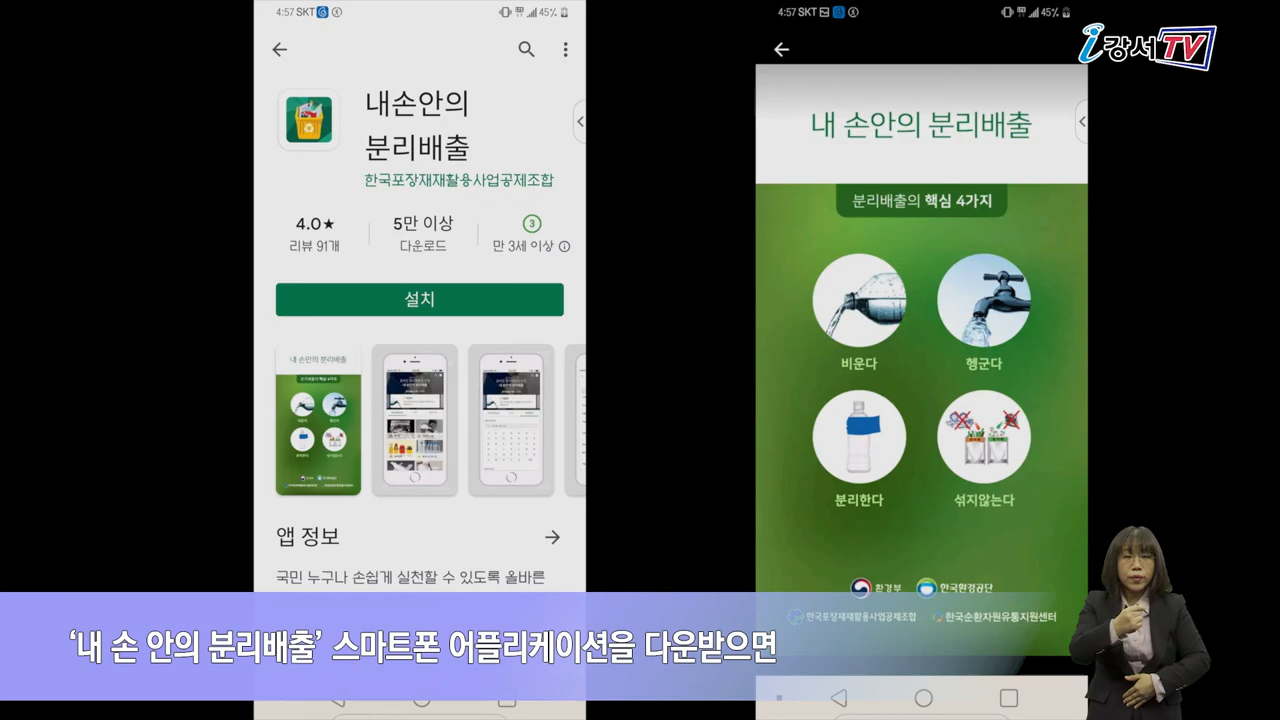 4:57 SKT
45%
내손안의
분리배출
한국포장재재활용사업공제조합
4.0★
리뷰 91개
5만 이상
다운로드
3
만 3세 이상
설치
내 손안의 분리배출
앱 정보
국민 누구나 손쉽게 실천할 수 있도록 올바른
4:57 SKT
45%
i강서TV
내 손안의 분리배출
분리배출의 핵심 4가지
비운다
헹군다
분리한다
섞지않는다
환경부
한국환경공단
한국포장재재활용사업공제조합
한국순환자원유통지원센터
‘내 손 안의 분리배출’ 스마트폰 어플리케이션을 다운받으면